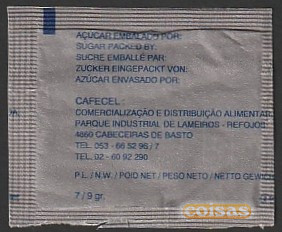 AÇUCAR EMBALADO POR:
SUGAR PACKED BY:
SUCRE EMBALLÉ PAR:
ZUCKER EINGEPACKT VON:
AZÚCAR ENVASADO POR:
CAFECEL:
COMERCIALIZAÇÃO E DISTRIBUIÇÃO ALIMENTAR
PARQUE INDUSTRIAL DE LAMEIROS - REFOJOS
4860 CABECEIRAS DE BASTO
TEL. 053 - 66 52 96 / 7
TEL. 02 - 60 92 290
P.L. / N.W. / POID NET / PESO NETO / NETTO GEWICH
7 / 9 gr.
coisas